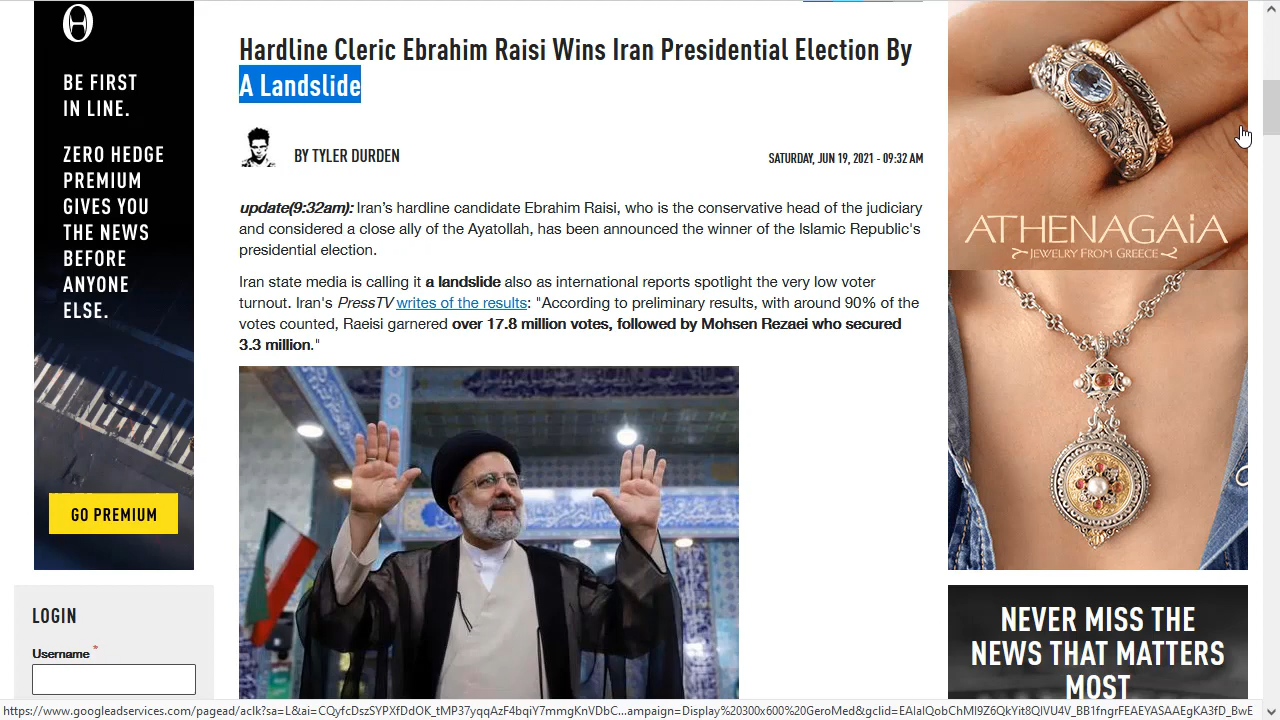 BE FIRST
IN LINE.
ZERO HEDGE
PREMIUM
GIVES YOU
THE NEWS
BEFORE
ANYONE
ELSE.
GO PREMIUM
LOGIN
Username *
Hardline Cleric Ebrahim Raisi Wins Iran Presidential Election By
A Landslide
BY TYLER DURDEN
SATURDAY, JUN 19, 2021 - 09:32 AM
update(9:32am): Iran's hardline candidate Ebrahim Raisi, who is the conservative head of the judiciary
and considered a close ally of the Ayatollah, has been announced the winner of the Islamic Republic's
presidential election.
Iran state media is calling it a landslide also as international reports spotlight the very low voter
turnout. Iran's PressTV writes of the results: "According to preliminary results, with around 90% of the
votes counted, Raeisi garnered over 17.8 million votes, followed by Mohsen Rezaei who secured
3.3 million."
ATHENAGAIA
JEWELRY FROM GREECE
NEVER MISS THE
NEWS THAT MATTERS
MOST